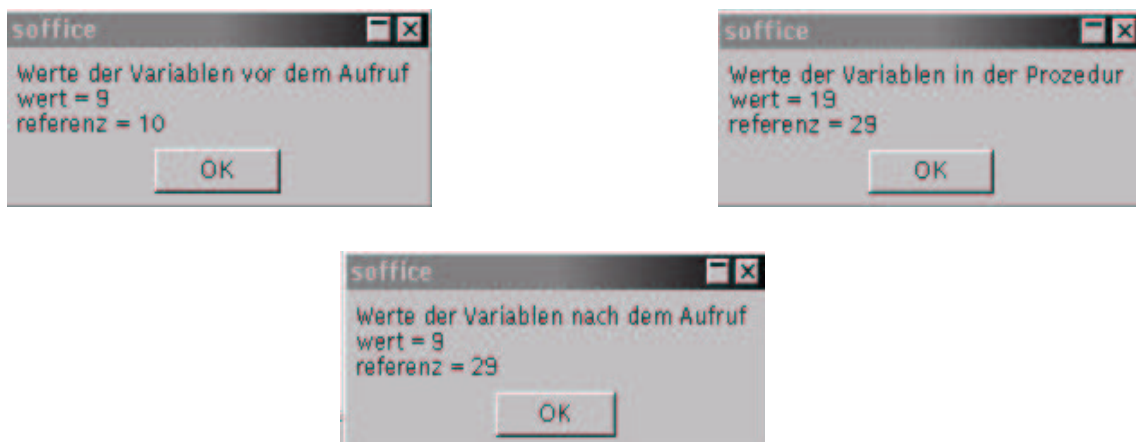 soffice
Werte der Variablen vor dem Aufruf
wert = 9
referenz = 10
OK
soffice
Werte der Variablen in der Prozedur
wert = 19
referenz = 29
OK
soffice
Werte der Variablen nach dem Aufruf
wert = 9
referenz = 29
OK